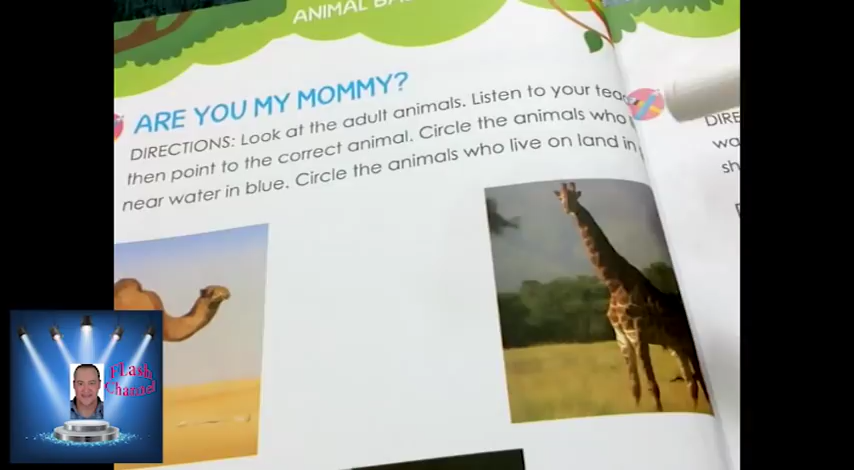 ANIMAL
ARE YOU MY MOMMY?
DIRECTIONS: Look at the adult animals. Listen to your
then point to the correct animal. Circle the animals who
near water in blue. Circle the animals who live on land in
FLash
Channel